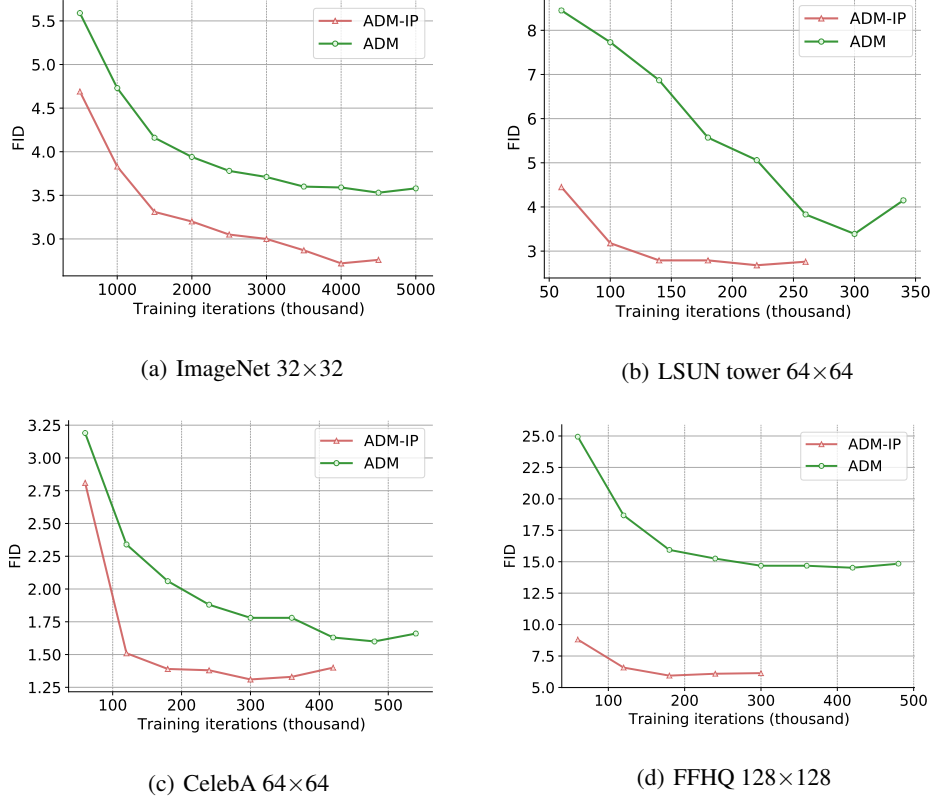 5.5
5.0
4.5
4.0
3.5
3.0
FID
ADM-IP
ADM
1000 2000 3000 4000 5000
Training iterations (thousand)
(a) ImageNet 32×32
8
7
6
5
4
3
FID
ADM-IP
ADM
50 100 150 200 250 300 350
Training iterations (thousand)
(b) LSUN tower 64×64
3.25
3.00
2.75
2.50
2.25
2.00
1.75
1.50
1.25
FID
ADM-IP
ADM
100 200 300 400 500
Training iterations (thousand)
(c) CelebA 64×64
25.0
22.5
20.0
17.5
15.0
12.5
10.0
7.5
5.0
FID
ADM-IP
ADM
100 200 300 400 500
Training iterations (thousand)
(d) FFHQ 128×128